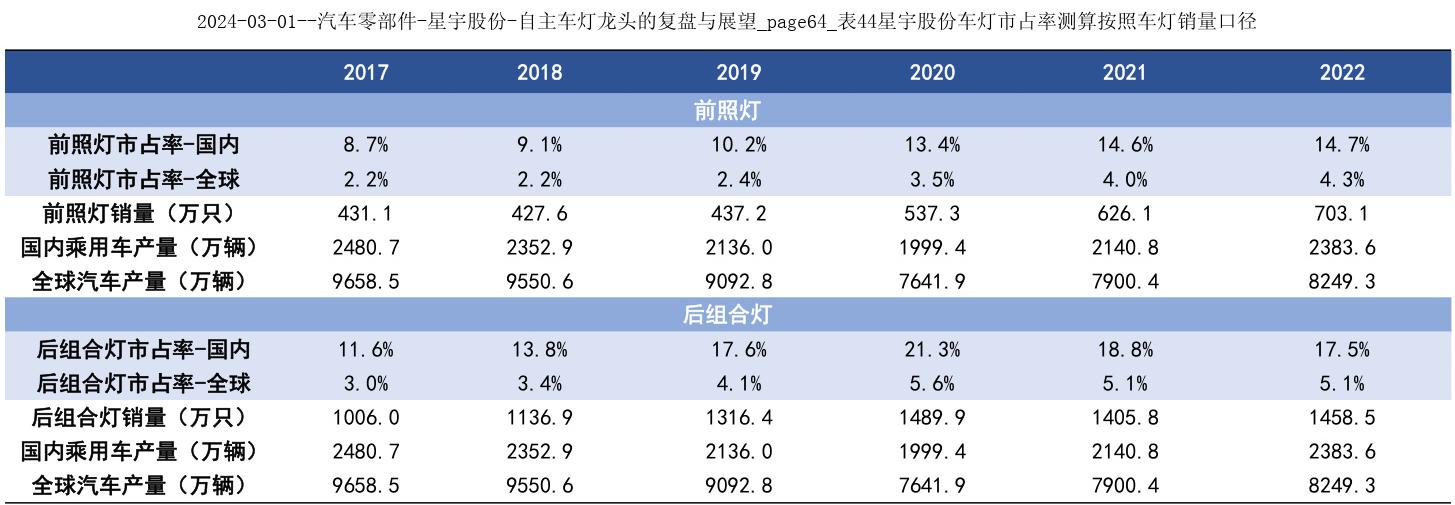 2024-03-01--汽车零部件-星宇股份-自主车灯龙头的复盘与展望_page64_表44星宇股份车灯市占率测算按照车灯销量口径
2017 2018 2019 2020 2021 2022
前照灯
前照灯市占率-国内 8.7% 9.1% 10.2% 13.4% 14.6% 14.7%
前照灯市占率-全球 2.2% 2.2% 2.4% 3.5% 4.0% 4.3%
前照灯销量（万只） 431.1 427.6 437.2 537.3 626.1 703.1
国内乘用车产量（万辆） 2480.7 2352.9 2136.0 1999.4 2140.8 2383.6
全球汽车产量（万辆） 9658.5 9550.6 9092.8 7641.9 7900.4 8249.3
后组合灯
后组合灯市占率-国内 11.6% 13.8% 17.6% 21.3% 18.8% 17.5%
后组合灯市占率-全球 3.0% 3.4% 4.1% 5.6% 5.1% 5.1%
后组合灯销量（万只） 1006.0 1136.9 1316.4 1489.9 1405.8 1458.5
国内乘用车产量（万辆） 2480.7 2352.9 2136.0 1999.4 2140.8 2383.6
全球汽车产量（万辆） 9658.5 9550.6 9092.8 7641.9 7900.4 8249.3